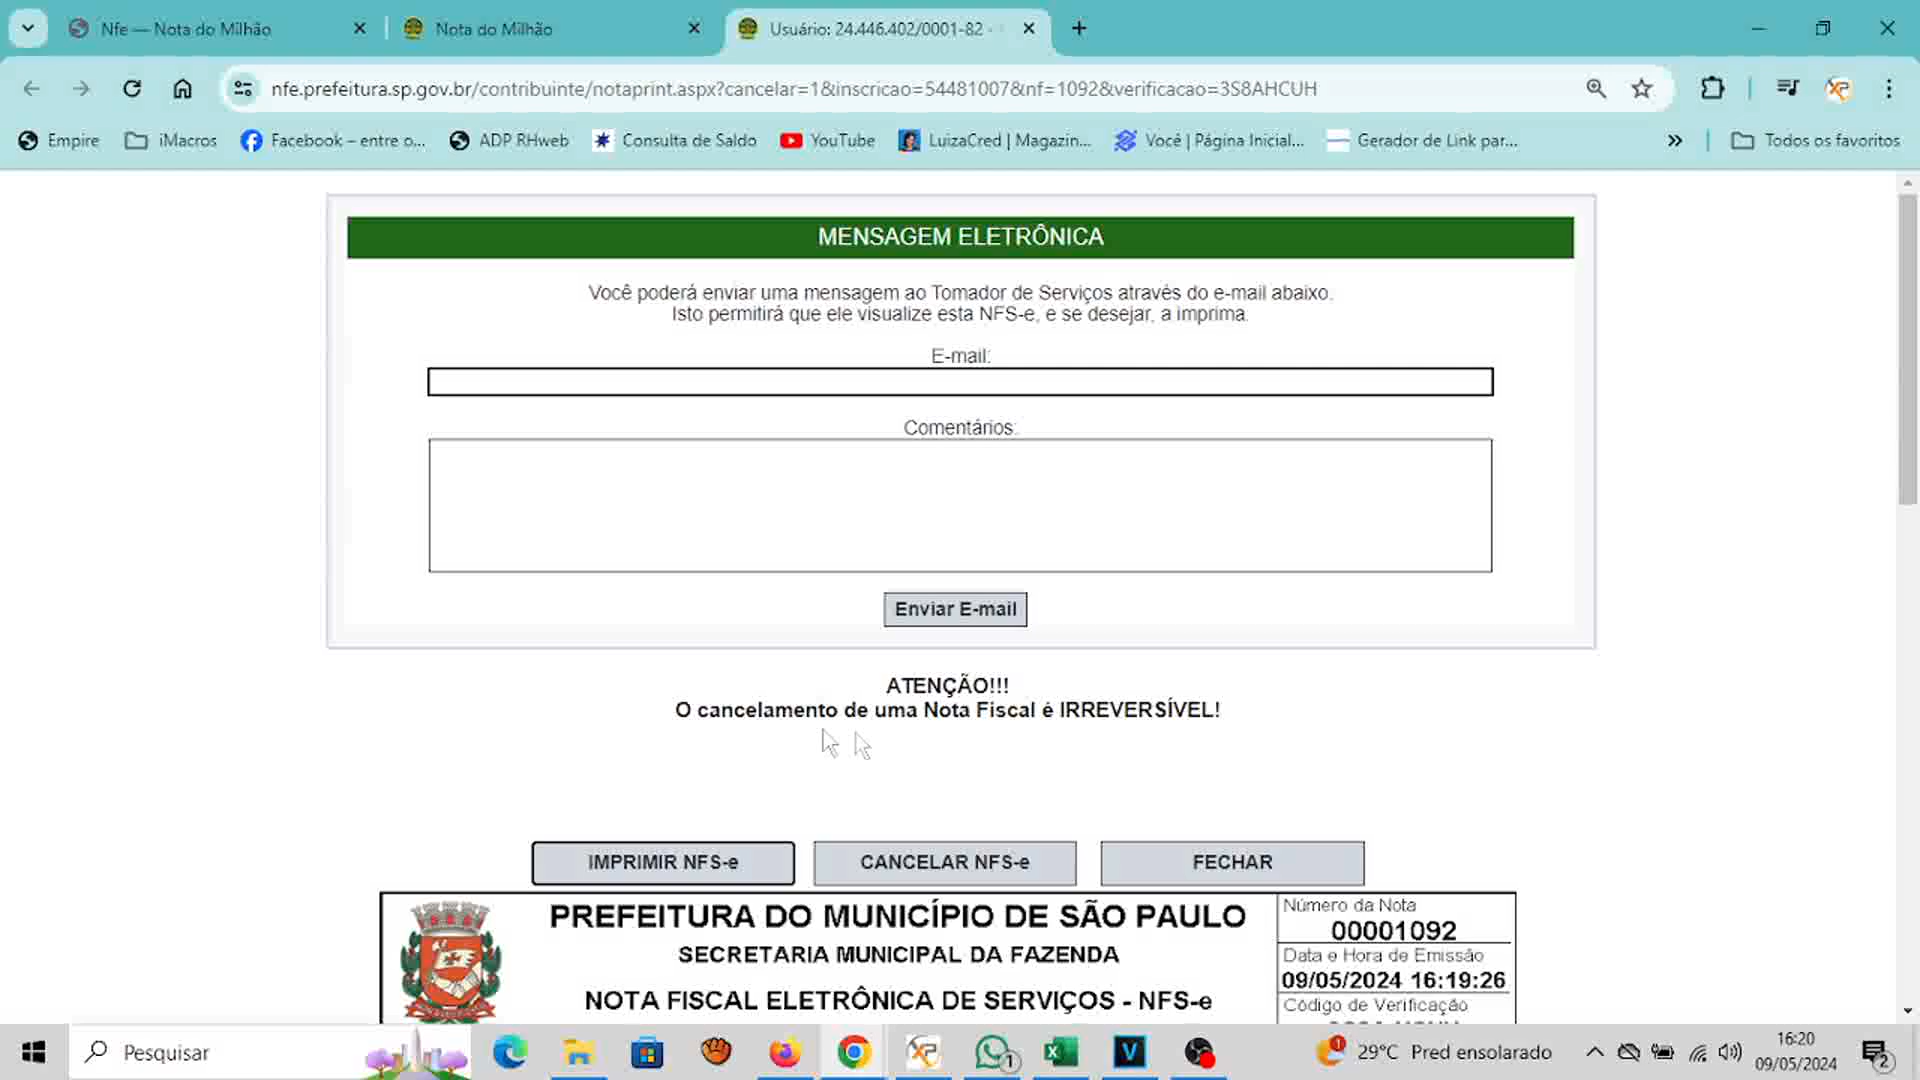 Nfe — Nota do Milhão
Nota do Milhão
Usuário: 24.446.402/0001-82 -
nfe.prefeitura.sp.gov.br/contribuinte/notaprint.aspx?cancelar=1&inscricao=54481007&nf=1092&verificacao=3S8AHCUH
Empire
iMacros
Facebook – entre o...
ADP RHweb
Consulta de Saldo
YouTube
LuizaCred | Magazin...
Você | Página Inicial...
Gerador de Link par...
Todos os favoritos
MENSAGEM ELETRÔNICA
Você poderá enviar uma mensagem ao Tomador de Serviços através do e-mail abaixo.
Isto permitirá que ele visualize esta NFS-e, e se desejar, a imprima.
E-mail:
Comentários:
Enviar E-mail
ATENÇÃO!!!
O cancelamento de uma Nota Fiscal é IRREVERSÍVEL!
IMPRIMIR NFS-e
CANCELAR NFS-e
FECHAR
PREFEITURA DO MUNICÍPIO DE SÃO PAULO
SECRETARIA MUNICIPAL DA FAZENDA
NOTA FISCAL ELETRÔNICA DE SERVIÇOS - NFS-e
Número da Nota
00001092
Data e Hora de Emissão
09/05/2024 16:19:26
Código de Verificação
Pesquisar
1
1
29°C Pred ensolarado
16:20
09/05/2024
2